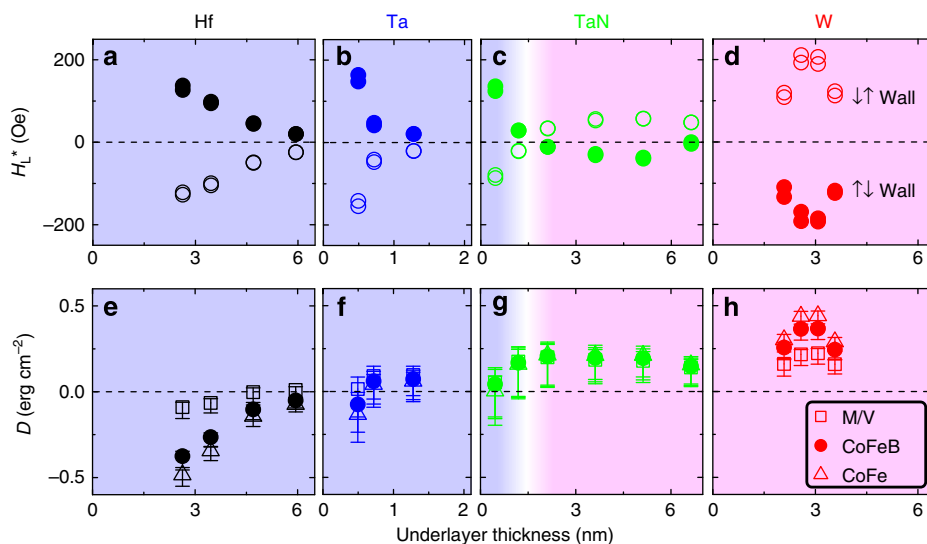 Hf Ta TaN W
a b c d
200
0
−200
H_L* (Oe)
↓↑ Wall
↑↓ Wall
0 3 6 0 1 2 0 3 6 0 3 6
e f g h
0.5
0.0
−0.5
D (erg cm⁻²)
M/V
CoFeB
CoFe
0 3 6 0 1 2 0 3 6 0 3 6
Underlayer thickness (nm)